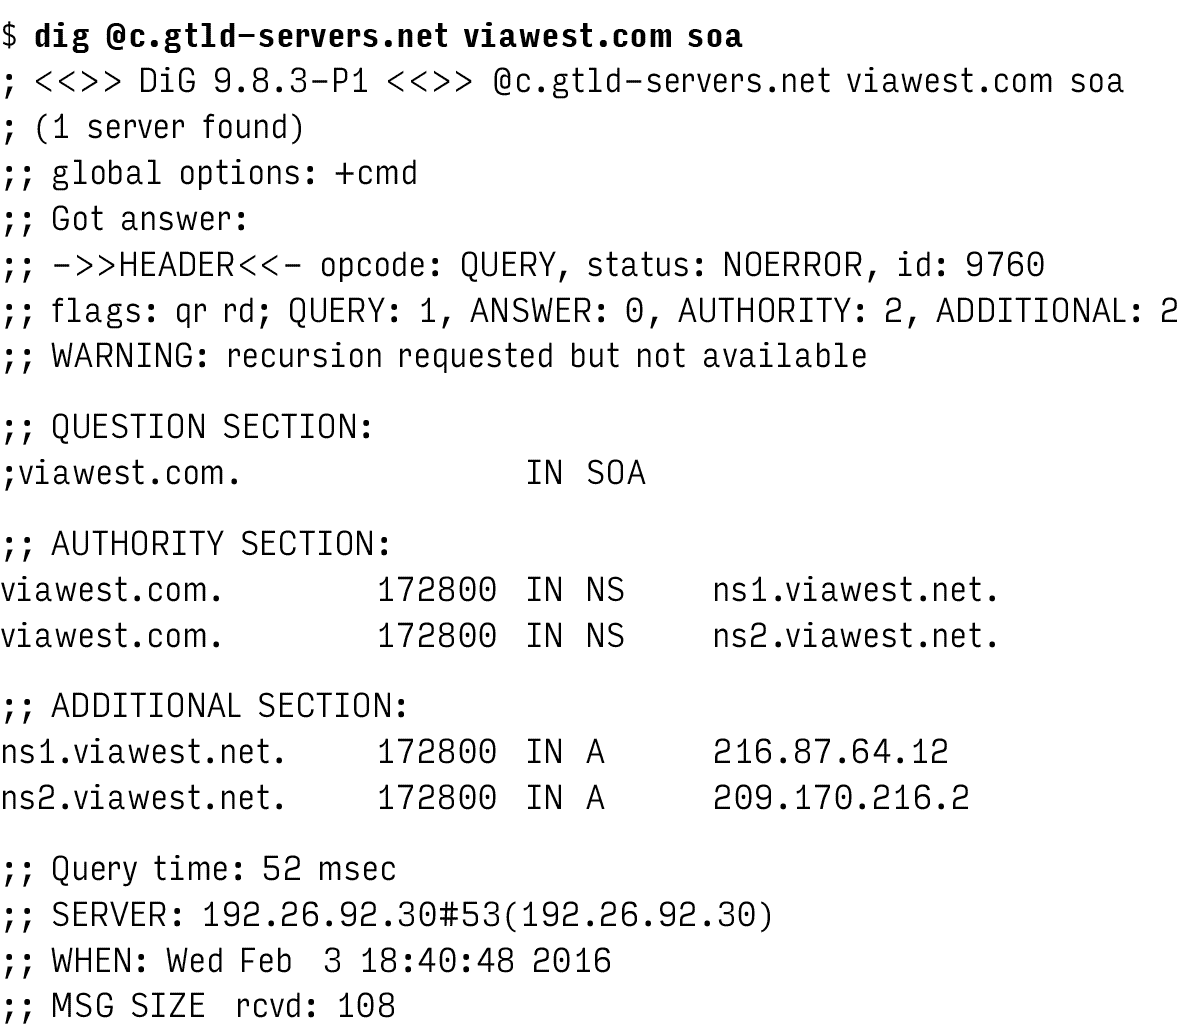 $ dig @c.gtld-servers.net viawest.com soa
; <<>> DiG 9.8.3-P1 <<>> @c.gtld-servers.net viawest.com soa
; (1 server found)
;; global options: +cmd
;; Got answer:
;; ->>HEADER<<- opcode: QUERY, status: NOERROR, id: 9760
;; flags: qr rd; QUERY: 1, ANSWER: 0, AUTHORITY: 2, ADDITIONAL: 2
;; WARNING: recursion requested but not available
;; QUESTION SECTION:
;viawest.com. IN SOA
;; AUTHORITY SECTION:
viawest.com. 172800 IN NS ns1.viawest.net.
viawest.com. 172800 IN NS ns2.viawest.net.
;; ADDITIONAL SECTION:
ns1.viawest.net. 172800 IN A 216.87.64.12
ns2.viawest.net. 172800 IN A 209.170.216.2
;; Query time: 52 msec
;; SERVER: 192.26.92.30#53(192.26.92.30)
;; WHEN: Wed Feb 3 18:40:48 2016
;; MSG SIZE rcvd: 108